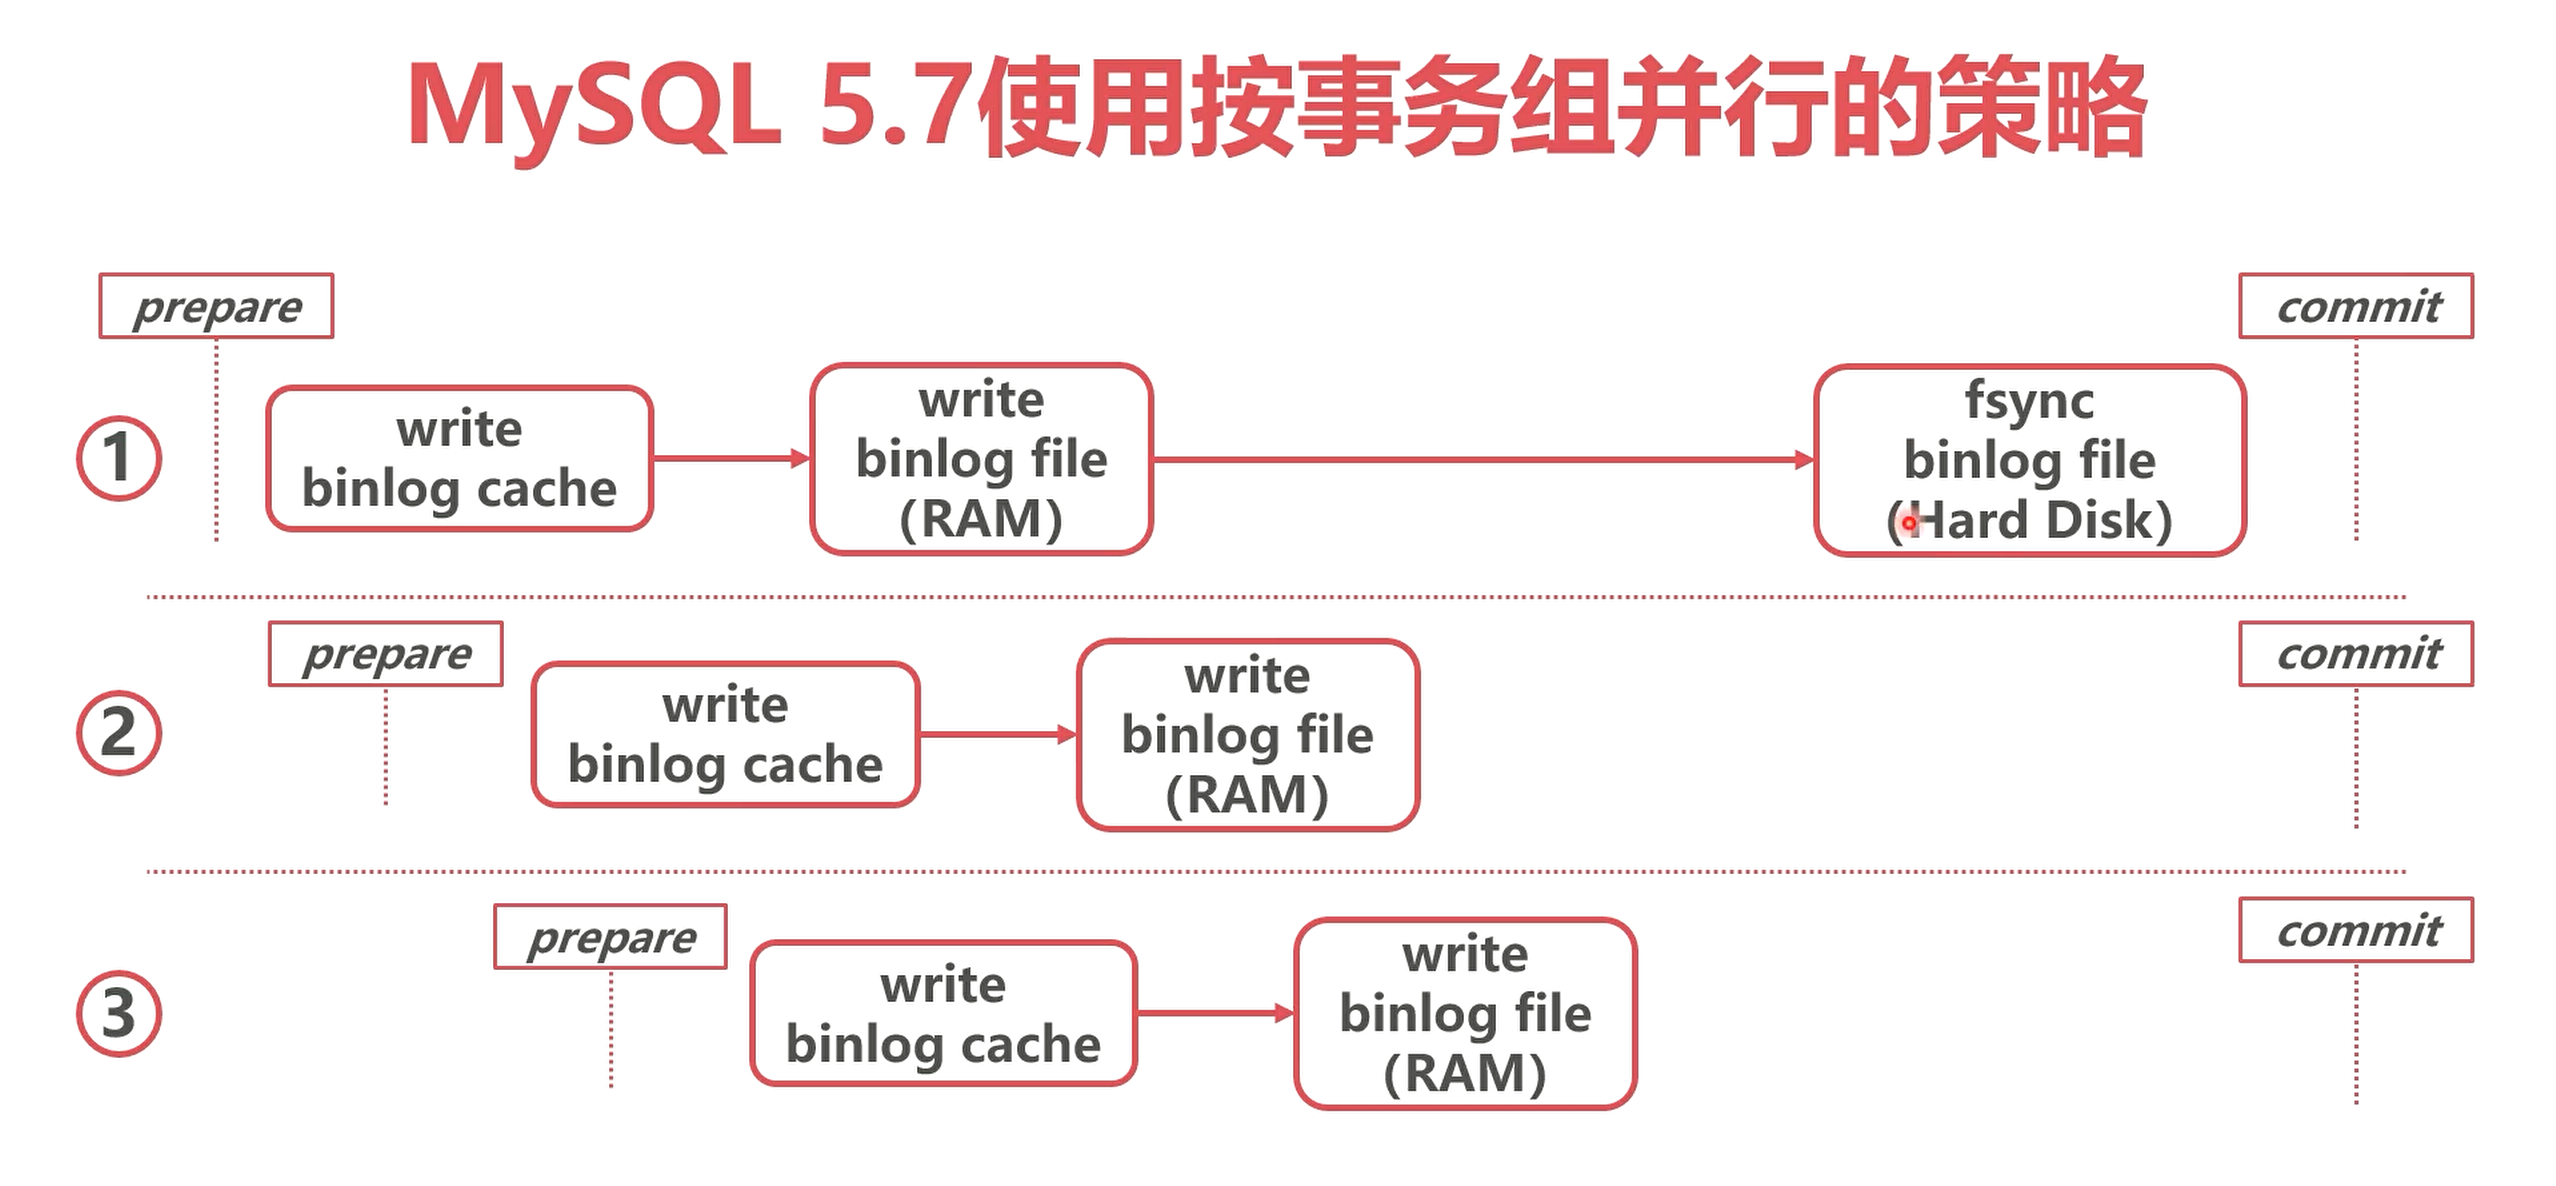 MySQL 5.7使用按事务组并行的策略
prepare
commit
1
write
binlog cache
write
binlog file
(RAM)
fsync
binlog file
(Hard Disk)
prepare
commit
2
write
binlog cache
write
binlog file
(RAM)
prepare
commit
3
write
binlog cache
write
binlog file
(RAM)